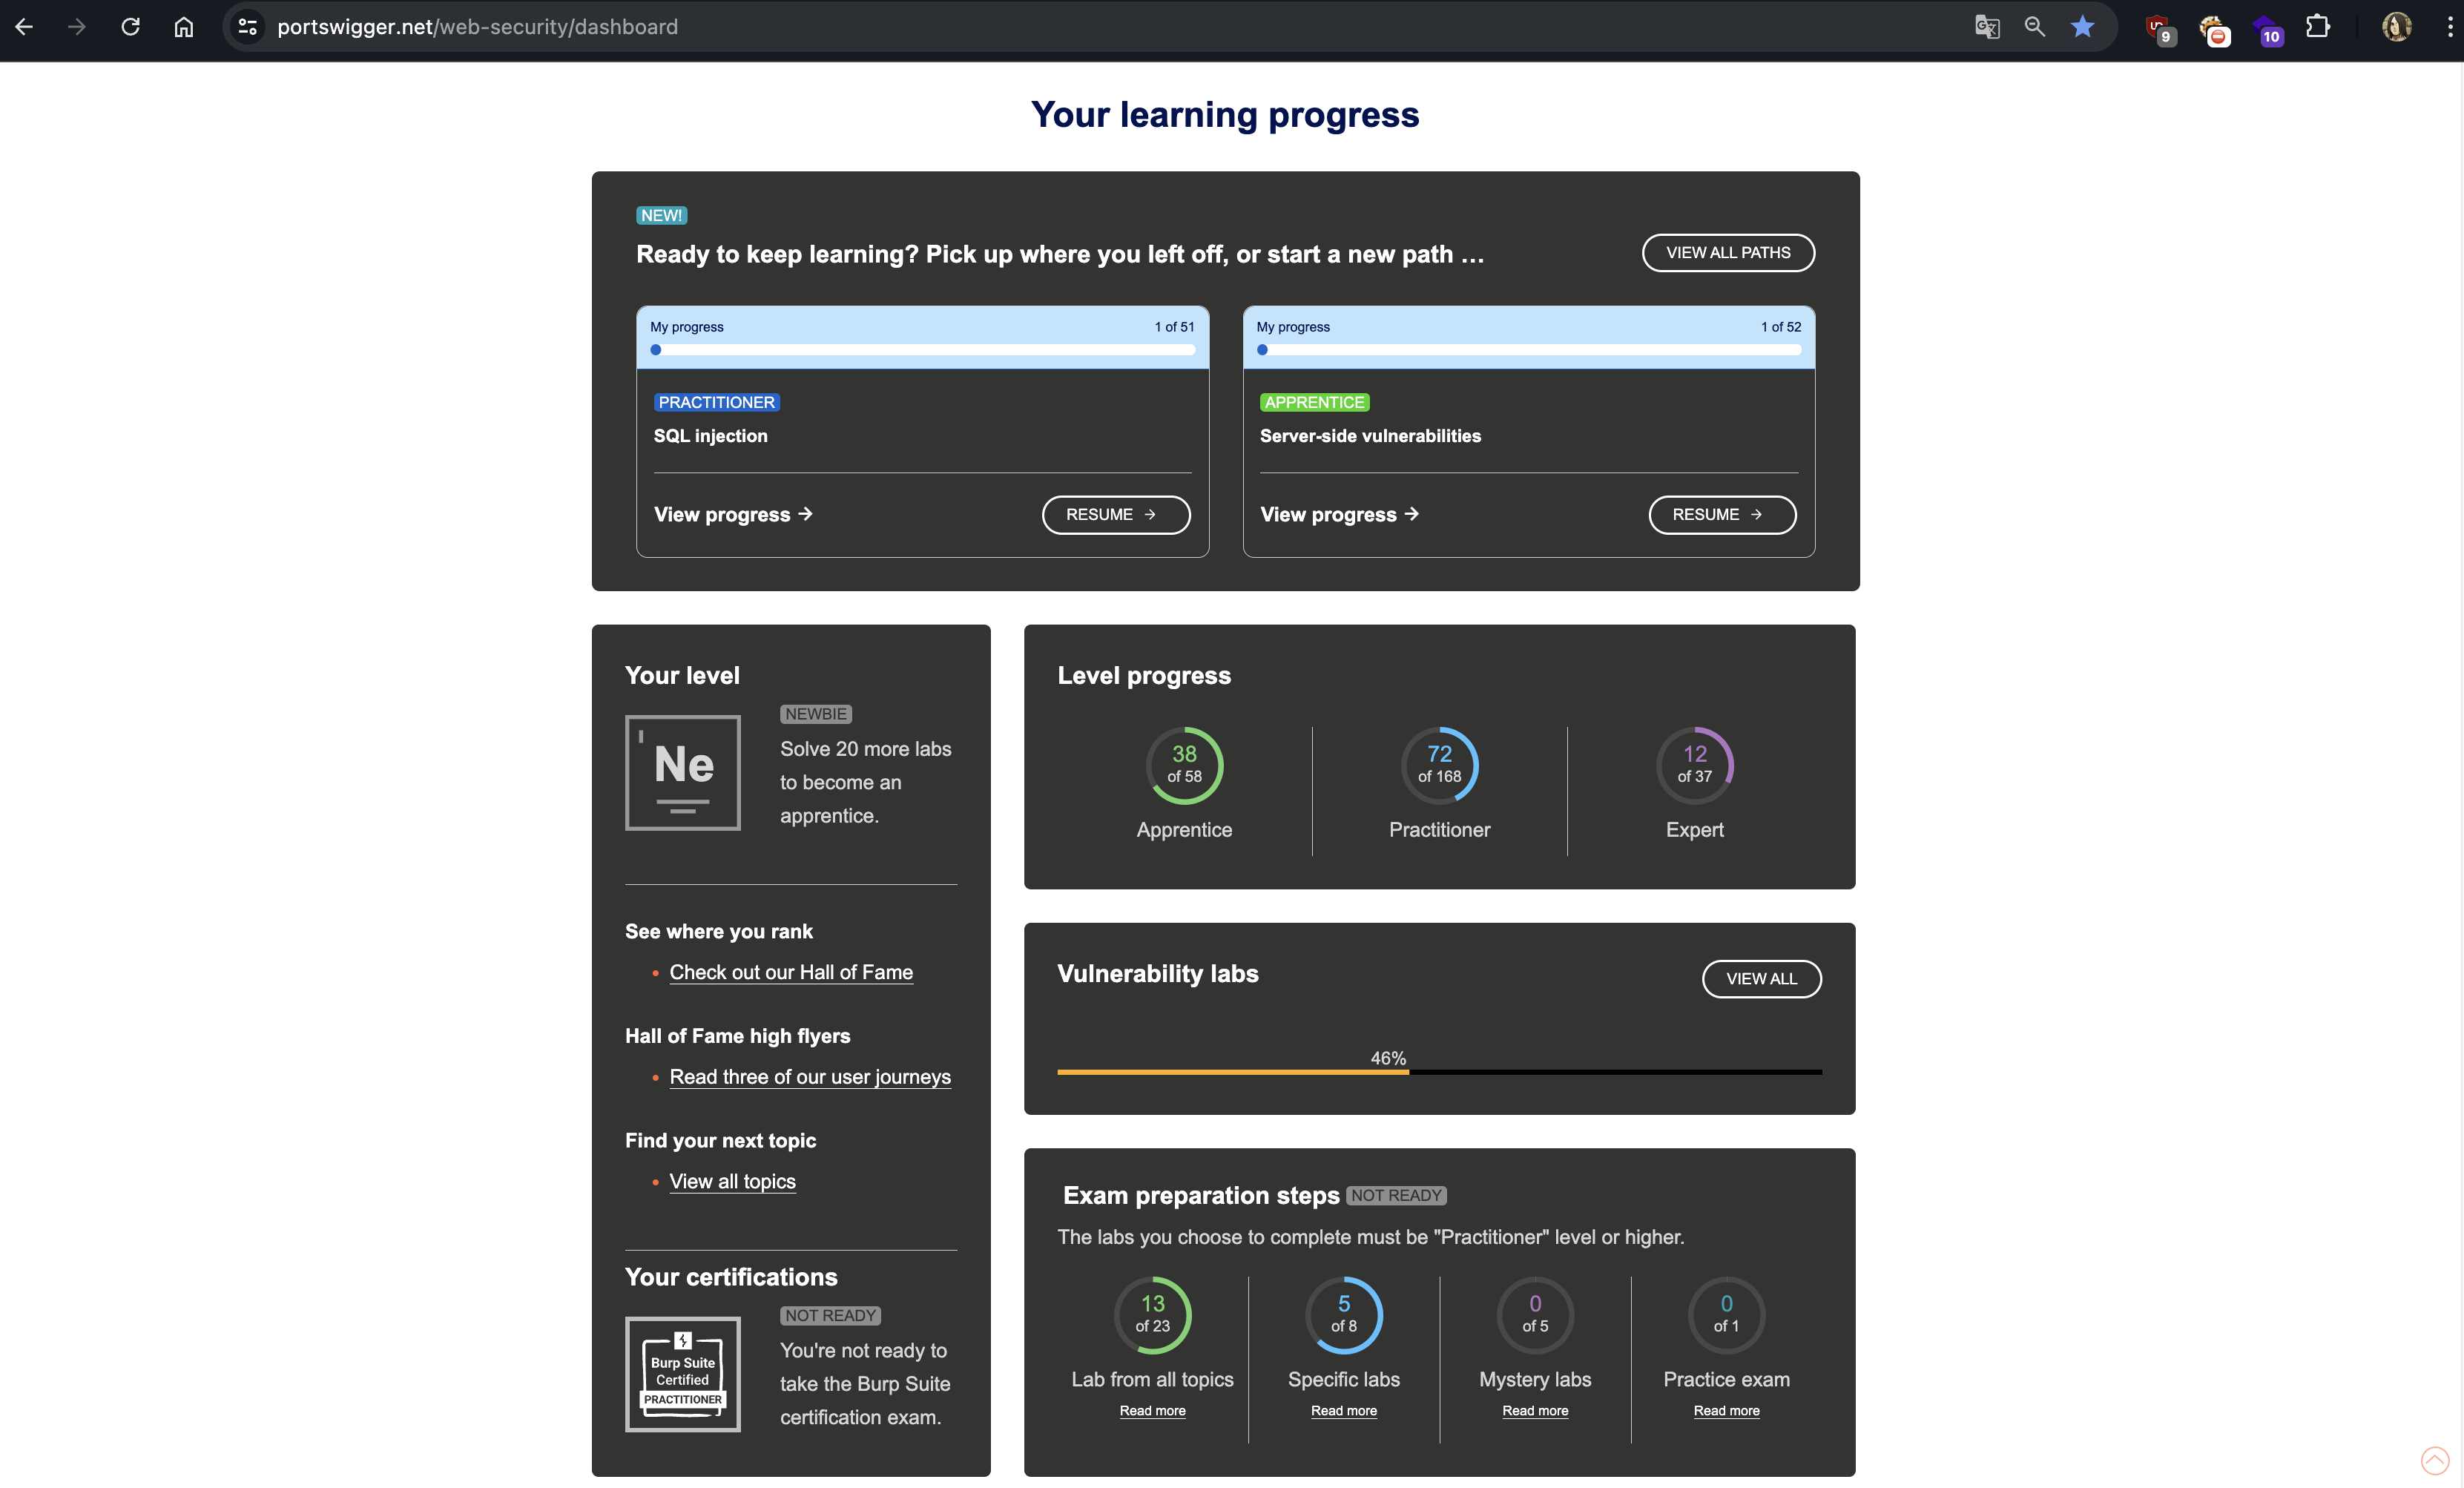 portswigger.net/web-security/dashboard
9
10
Your learning progress
NEW!
Ready to keep learning? Pick up where you left off, or start a new path ...
VIEW ALL PATHS
My progress
1 of 51
PRACTITIONER
SQL injection
View progress →
RESUME →
My progress
1 of 52
APPRENTICE
Server-side vulnerabilities
View progress →
RESUME →
Your level
Ne
NEWBIE
Solve 20 more labs
to become an
apprentice.
See where you rank
• Check out our Hall of Fame
Hall of Fame high flyers
• Read three of our user journeys
Find your next topic
• View all topics
Your certifications
Burp Suite
Certified
PRACTITIONER
NOT READY
You're not ready to
take the Burp Suite
certification exam.
Level progress
38
of 58
Apprentice
72
of 168
Practitioner
12
of 37
Expert
Vulnerability labs
VIEW ALL
46%
Exam preparation steps NOT READY
The labs you choose to complete must be "Practitioner" level or higher.
13
of 23
Lab from all topics
Read more
5
of 8
Specific labs
Read more
0
of 5
Mystery labs
Read more
0
of 1
Practice exam
Read more